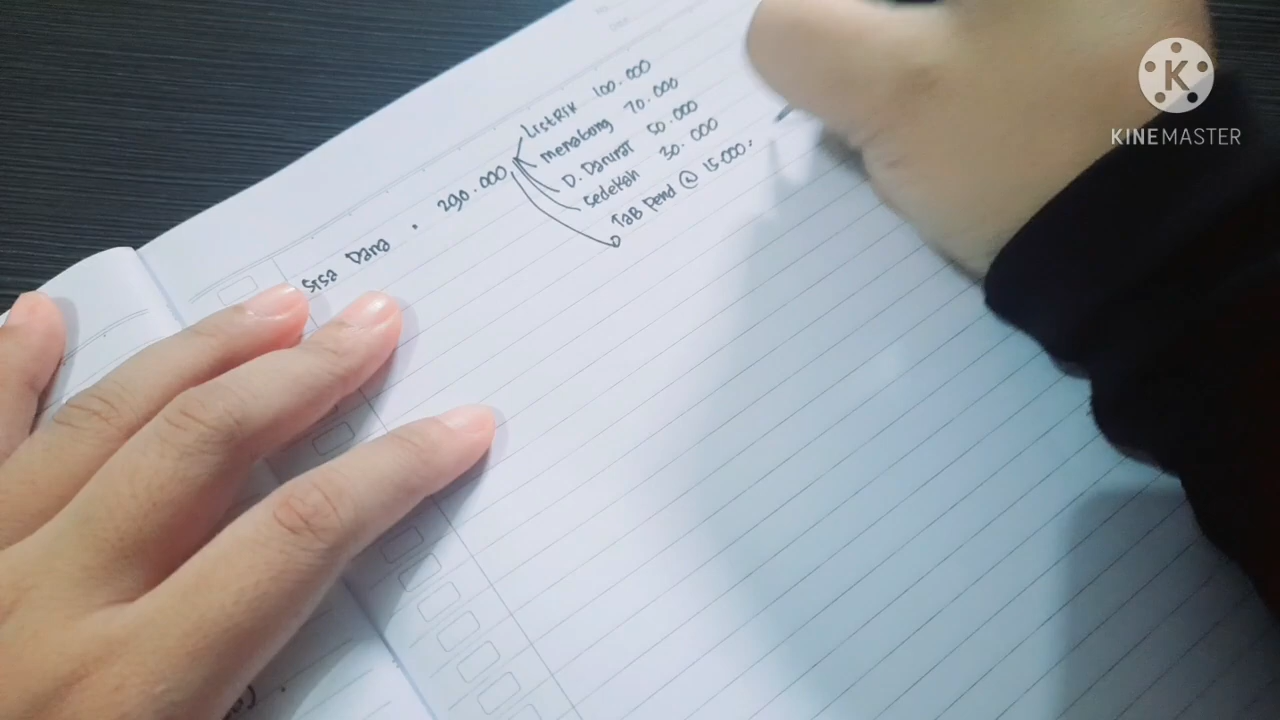 Listrik 100.000
menabung 70.000
D. Darurat 50.000
Sedekah 30.000
Sisa Dana . 290.000
Tab Pend @ 15.000:
KINEMASTER